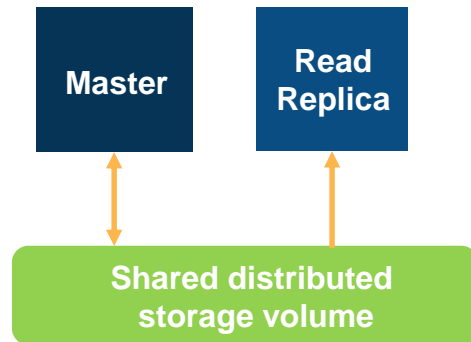 Master
Read
Replica
Shared distributed
storage volume